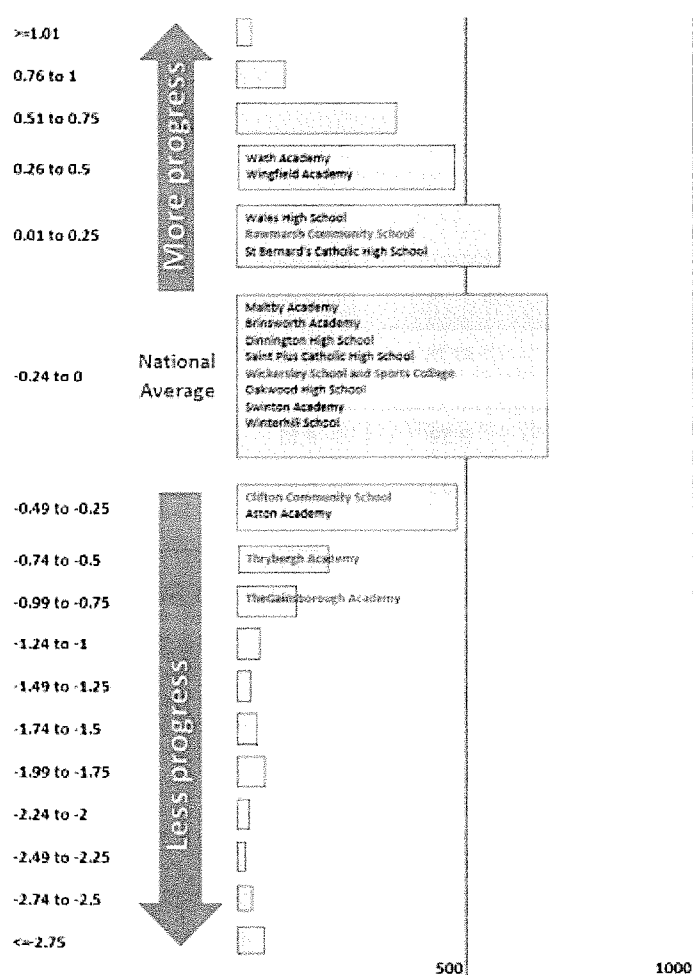 >=1.01
0.76 to 1
0.51 to 0.75
0.26 to 0.5
Wath Academy
Wingfield Academy
0.01 to 0.25
Wales High School
Rawmarsh Community School
St Bernard's Catholic High School
More progress
-0.24 to 0
National
Average
Maltby Academy
Brinsworth Academy
Dinnington High School
Saint Pius Catholic High School
Wickersley School and Sports College
Oakwood High School
Swinton Academy
Winterhill School
-0.49 to -0.25
Clifton Community School
Aston Academy
-0.74 to -0.5
Thrybergh Academy
-0.99 to -0.75
TheGainsborough Academy
-1.24 to -1
-1.49 to -1.25
-1.74 to -1.5
-1.99 to -1.75
-2.24 to -2
-2.49 to -2.25
-2.74 to -2.5
<=-2.75
Less progress
500
1000